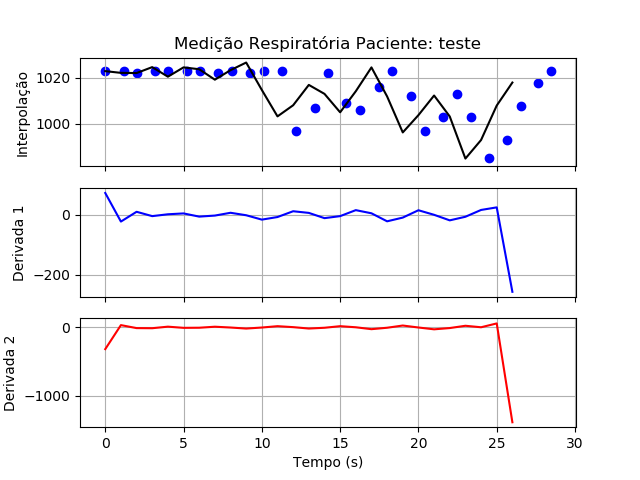 Medição Respiratória Paciente: teste
Interpolação
1020
1000
Derivada 1
0
−200
Derivada 2
0
−1000
0 5 10 15 20 25 30
Tempo (s)